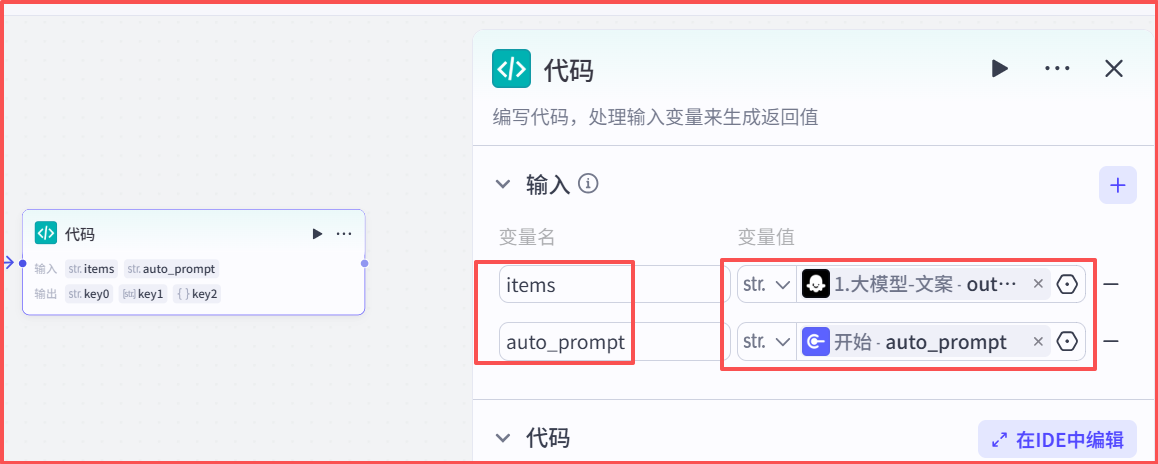 代码
输入 str. items str. auto_prompt
输出 str. key0 [str] key1 { } key2
代码
编写代码，处理输入变量来生成返回值
输入
变量名 变量值
items str. 1.大模型-文案 - out···
auto_prompt str. 开始 - auto_prompt
代码 在IDE中编辑